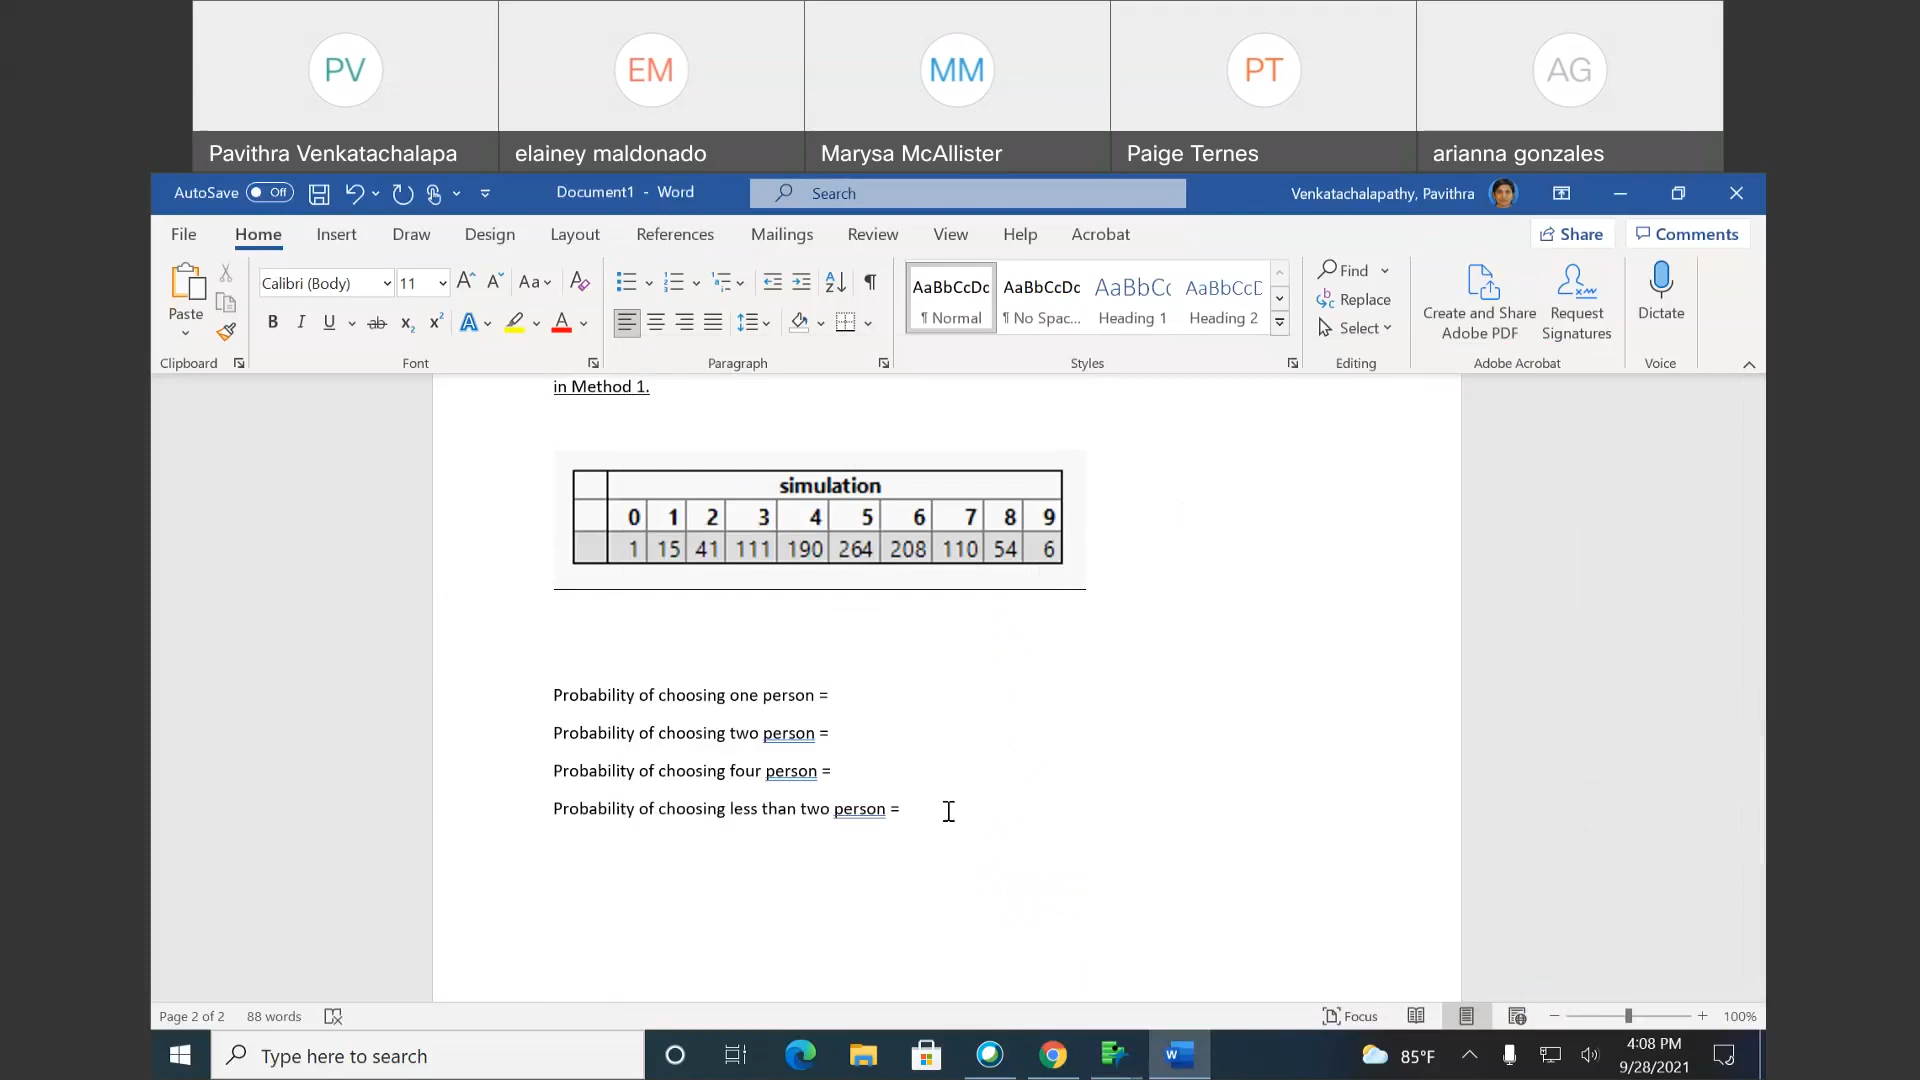 PV EM MM PT AG
Pavithra Venkatachalapa elainey maldonado Marysa McAllister Paige Ternes arianna gonzales
AutoSave Off Document1 - Word Search Venkatachalapathy, Pavithra
File Home Insert Draw Design Layout References Mailings Review View Help Acrobat Share Comments
Calibri (Body) 11 A A Aa AaBbCcDc AaBbCcDc AaBbCc AaBbCcD Find
Paste Replace Create and Share Request Dictate
B I U ab x2 x2 A A ¶ Normal ¶ No Spac... Heading 1 Heading 2 Select Adobe PDF Signatures
Clipboard Font Paragraph Styles Editing Adobe Acrobat Voice
in Method 1.
simulation
0 1 2 3 4 5 6 7 8 9
1 15 41 111 190 264 208 110 54 6
Probability of choosing one person =
Probability of choosing two person =
Probability of choosing four person =
Probability of choosing less than two person =
Page 2 of 2 88 words Focus 100%
Type here to search W 85°F 4:08 PM
9/28/2021